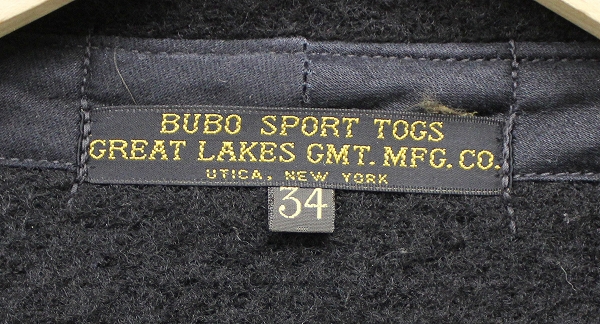 BUBO SPORT TOGS
GREAT LAKES GMT. MFG. CO.
UTICA, NEW YORK
34